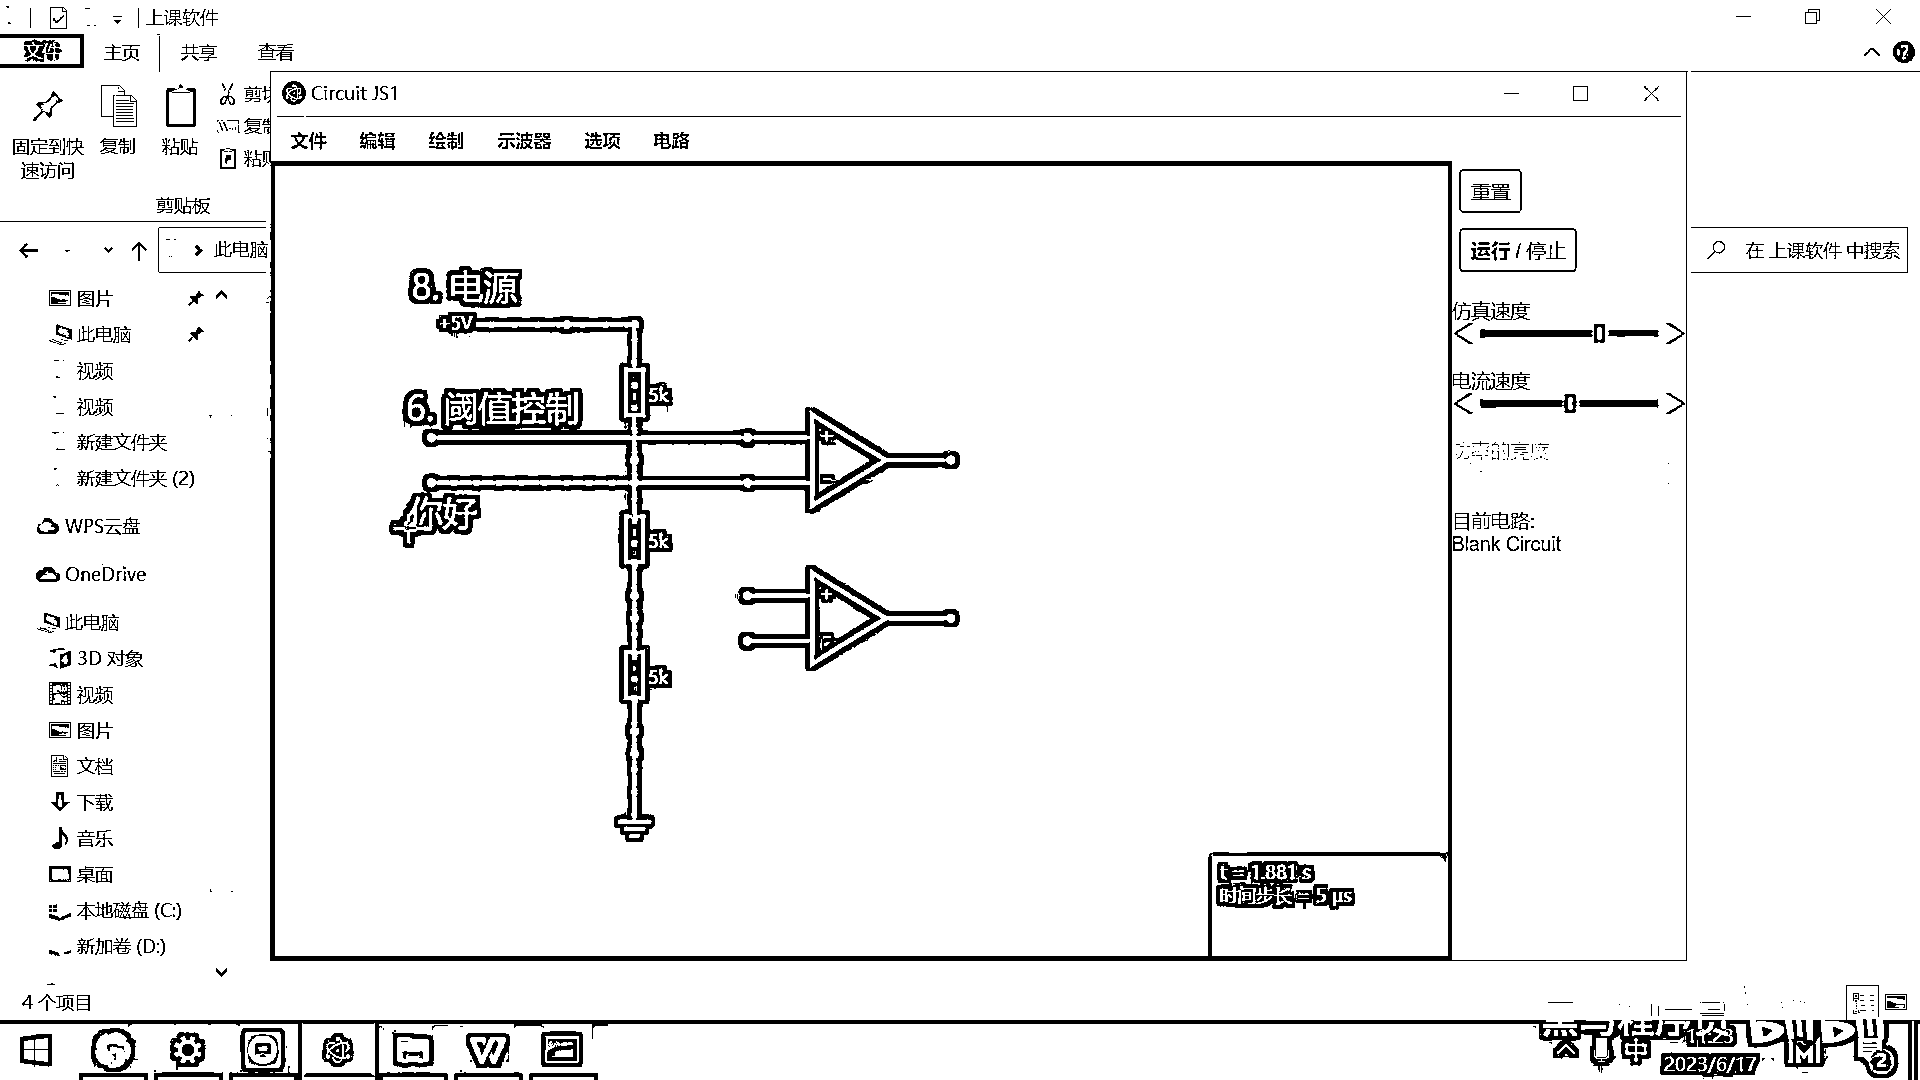 上课软件
文件 主页 共享 查看
固定到快
速访问
复制
粘贴
剪切
复制
粘贴
剪贴板
此电脑
在 上课软件 中搜索
图片
此电脑
视频
视频
新建文件夹
新建文件夹 (2)
WPS云盘
OneDrive
此电脑
3D 对象
视频
图片
文档
下载
音乐
桌面
本地磁盘 (C:)
新加卷 (D:)
4 个项目
Circuit JS1
文件 编辑 绘制 示波器 选项 电路
8. 电源
+5V
5k
6. 阈值控制
+
-
你好
5k
+
-
5k
t = 1.881 s
时间步长 = 5 µs
重置
运行 / 停止
仿真速度
电流速度
功率的亮度
目前电路:
Blank Circuit
中
2023/6/17
2